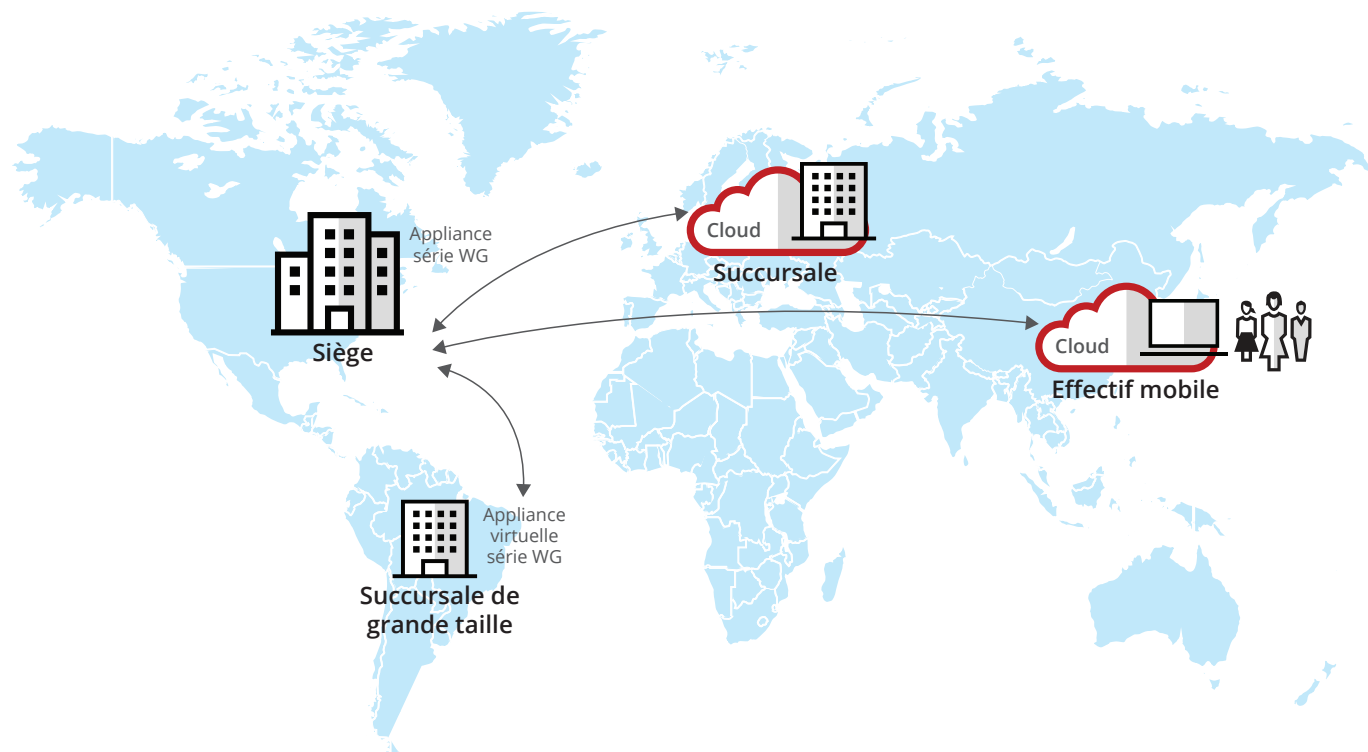 Appliance
série WG
Siège
Cloud
Succursale
Cloud
Effectif mobile
Appliance
virtuelle
série WG
Succursale de
grande taille